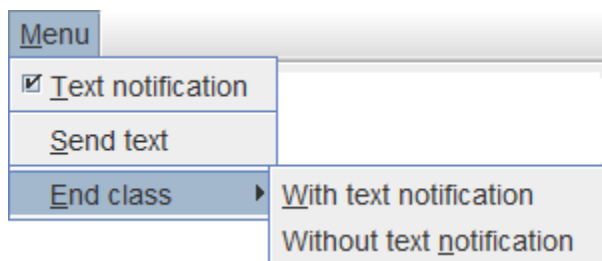 Menu
Text notification
Send text
End class
With text notification
Without text notification